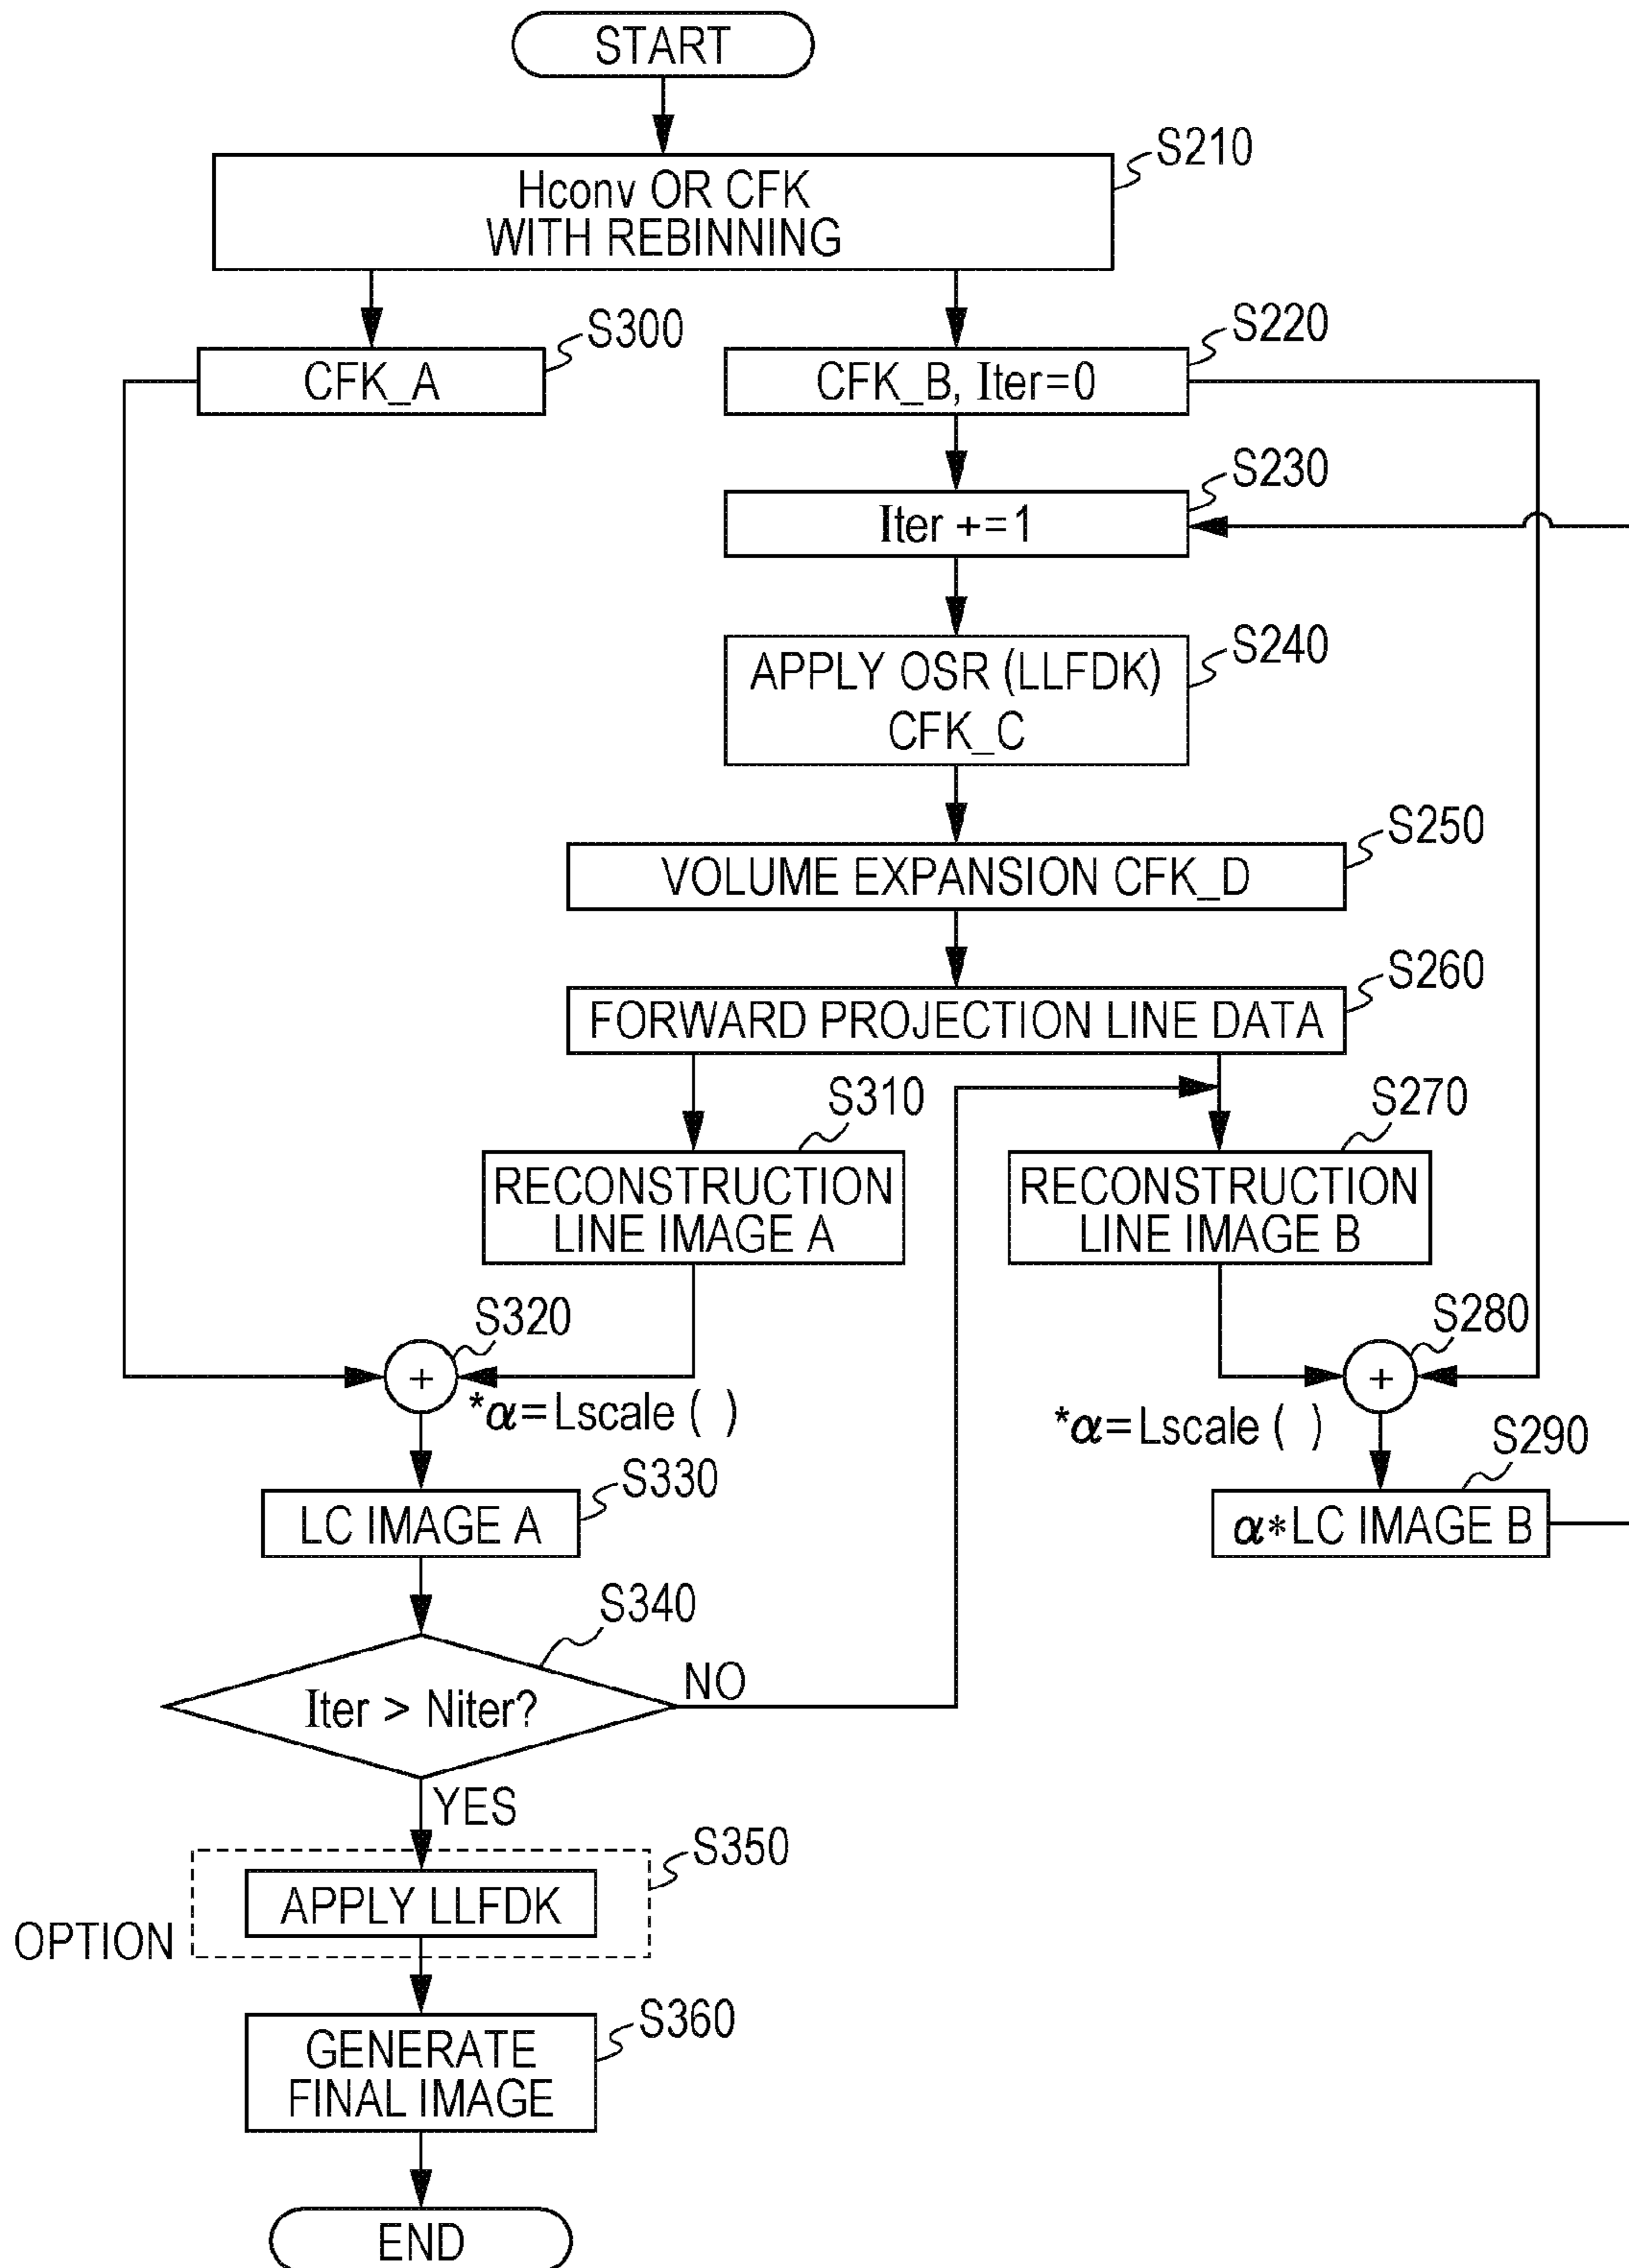 START
S210
Hconv OR CFK
WITH REBINNING
S300
CFK_A
S220
CFK_B, Iter=0
S230
Iter +=1
S240
APPLY OSR (LLFDK)
CFK_C
S250
VOLUME EXPANSION CFK_D
S260
FORWARD PROJECTION LINE DATA
S310
RECONSTRUCTION
LINE IMAGE A
S270
RECONSTRUCTION
LINE IMAGE B
S320
+
*α=Lscale ( )
S280
+
*α=Lscale ( )
S290
α*LC IMAGE B
S330
LC IMAGE A
S340
Iter > Niter?
NO
YES
S350
APPLY LLFDK
OPTION
S360
GENERATE
FINAL IMAGE
END